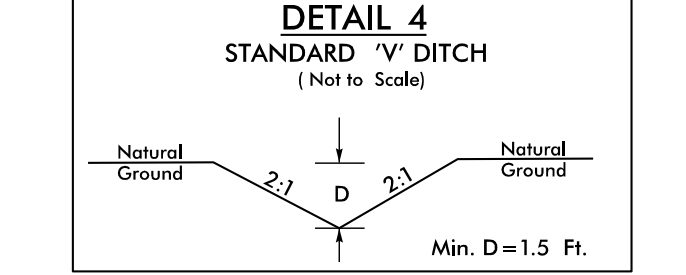 DETAIL 4
STANDARD 'V' DITCH
( Not to Scale)
Natural
Ground
2:1
D
2:1
Natural
Ground
Min. D=1.5 Ft.